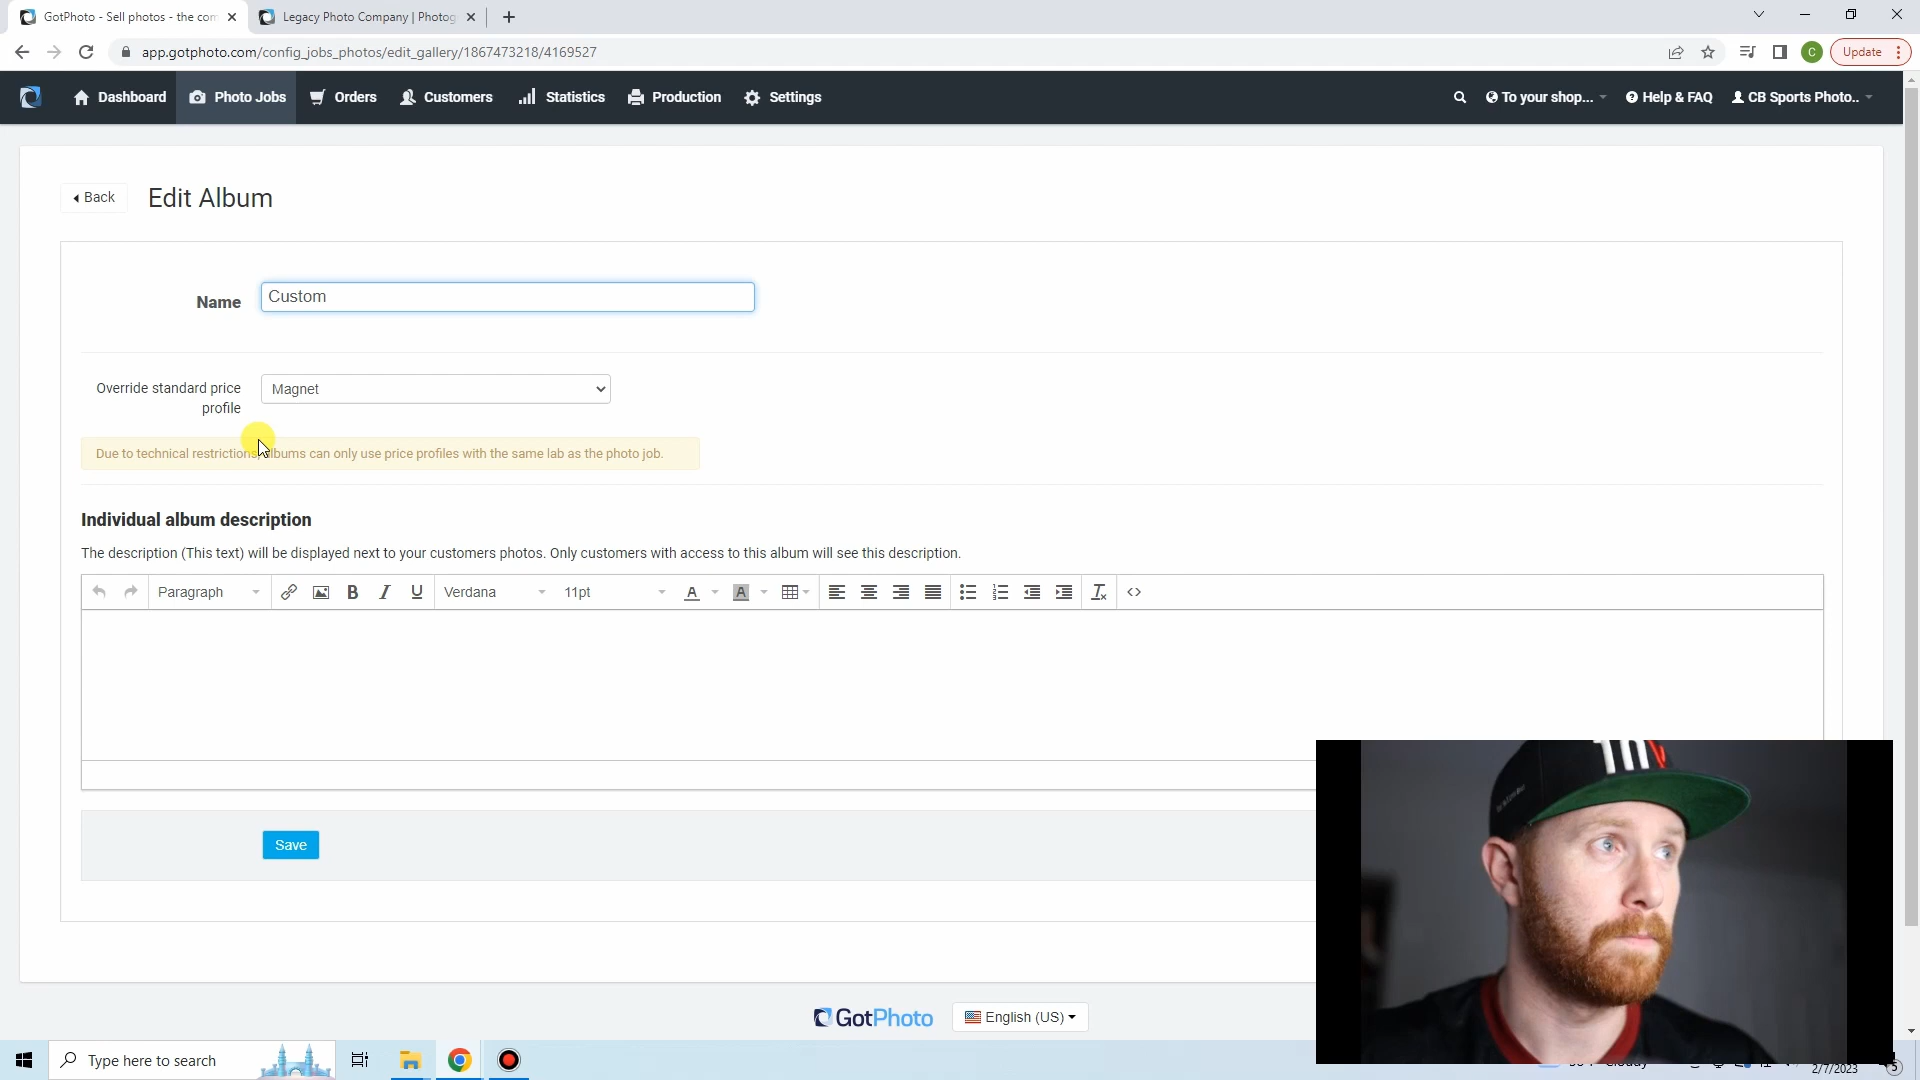 GotPhoto - Sell photos - the com
Legacy Photo Company | Photog
app.gotphoto.com/config_jobs_photos/edit_gallery/1867473218/4169527
C
Update
Dashboard
Photo Jobs
Orders
Customers
Statistics
Production
Settings
To your shop...
Help & FAQ
CB Sports Photo..
Back
Edit Album
Name
Custom
Override standard price
profile
Magnet
Due to technical restrictions, albums can only use price profiles with the same lab as the photo job.
Individual album description
The description (This text) will be displayed next to your customers photos. Only customers with access to this album will see this description.
Paragraph
B
I
U
Verdana
11pt
A
A
Save
GotPhoto
English (US)
Type here to search
2/7/2023
5